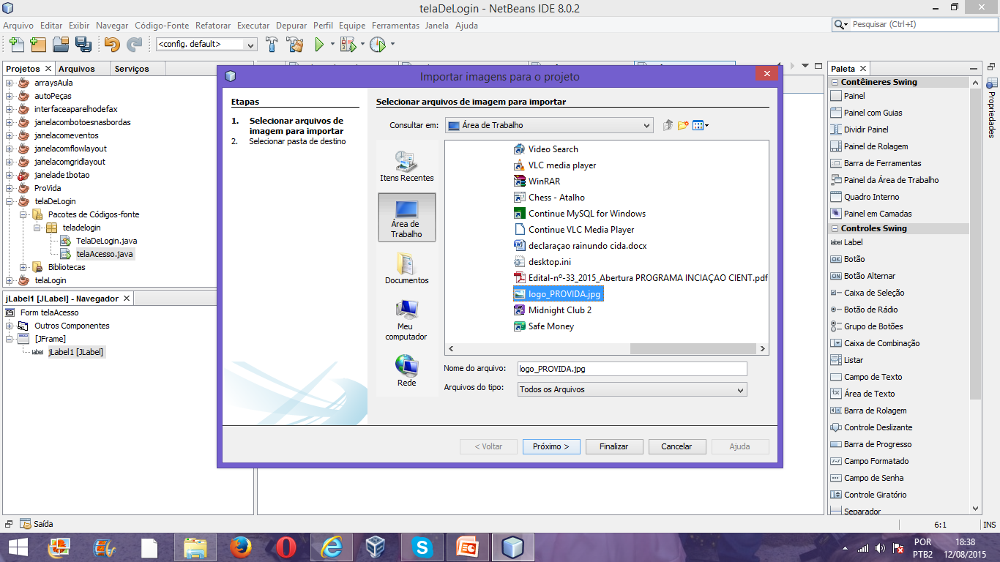 telaDeLogin - NetBeans IDE 8.0.2
Arquivo Editar Exibir Navegar Código-Fonte Refatorar Executar Depurar Perfil Equipe Ferramentas Janela Ajuda
Pesquisar (Ctrl+I)
<config. default>
Projetos Arquivos Serviços
arraysAula
autoPeças
interfaceaparelhodefax
janelacombotoesnasbordas
janelacomeventos
janelacomflowlayout
janelacomgridlayout
janelade1botao
ProVida
telaDeLogin
Pacotes de Códigos-fonte
teladelogin
TelaDeLogin.java
telaAcesso.java
Bibliotecas
telaLogin
jLabel1 [JLabel] - Navegador
Form telaAcesso
Outros Componentes
[JFrame]
label jLabel1 [JLabel]
Importar imagens para o projeto
Etapas
1. Selecionar arquivos de
imagem para importar
2. Selecionar pasta de destino
Selecionar arquivos de imagem para importar
Consultar em: Área de Trabalho
Itens Recentes
Área de
Trabalho
Documentos
Meu
computador
Rede
Video Search
VLC media player
WinRAR
Chess - Atalho
Continue MySQL for Windows
Continue VLC Media Player
declaraçao rainundo cida.docx
desktop.ini
Edital-nº-33_2015_Abertura PROGRAMA INCIAÇAO CIENT.pdf
logo_PROVIDA.jpg
Midnight Club 2
Safe Money
Nome do arquivo: logo_PROVIDA.jpg
Arquivos do tipo: Todos os Arquivos
< Voltar Próximo > Finalizar Cancelar Ajuda
Paleta
Contêineres Swing
Painel
Painel com Guias
Dividir Painel
Painel de Rolagem
Barra de Ferramentas
Painel da Área de Trabalho
Quadro Interno
Painel em Camadas
Controles Swing
label Label
OK Botão
ON Botão Alternar
Caixa de Seleção
Botão de Rádio
Grupo de Botões
Caixa de Combinação
Listar
Campo de Texto
Área de Texto
Barra de Rolagem
Controle Deslizante
Barra de Progresso
Campo Formatado
Campo de Senha
Controle Giratório
Separador
Propriedades
Saída
6:1 INS
POR
PTB2
18:38
12/08/2015